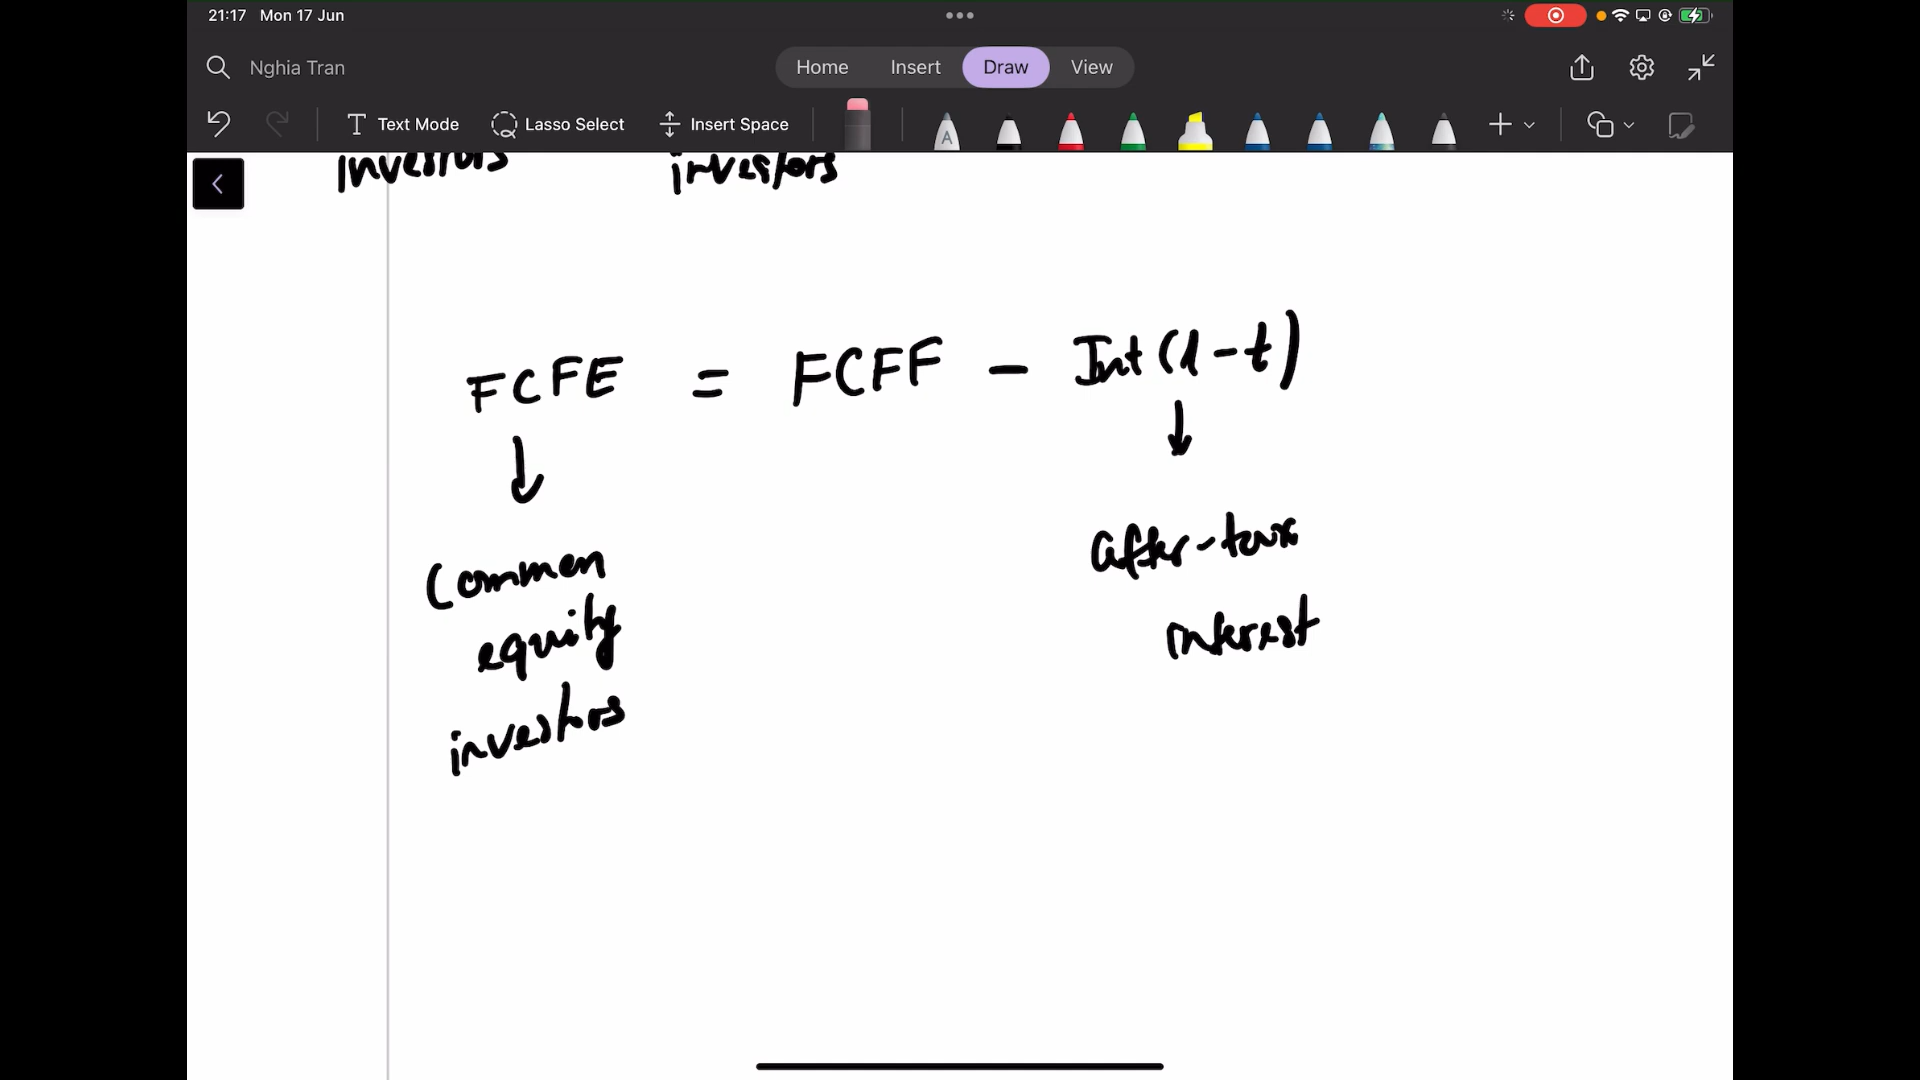 21:17 Mon 17 Jun
Nghia Tran
Home Insert Draw View
Text Mode Lasso Select Insert Space
A
investors investors
FCFE = FCFF - Int(1-t)
Common after-tax
equity interest
investors